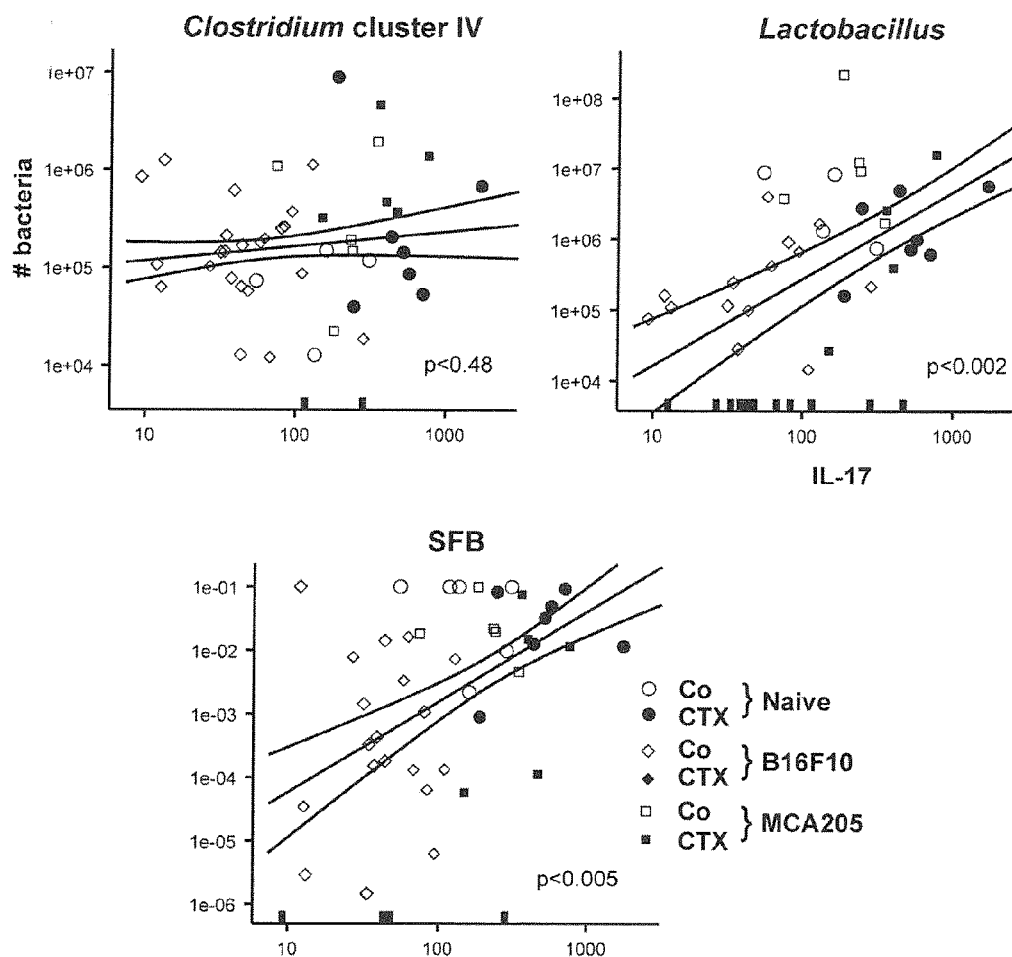 Clostridium cluster IV
Lactobacillus
# bacteria
1e+07
1e+06
1e+05
1e+04
p<0.48
10 100 1000
1e+08
1e+07
1e+06
1e+05
1e+04
p<0.002
10 100 1000
IL-17
SFB
1e-01
1e-02
1e-03
1e-04
1e-05
1e-06
p<0.005
10 100 1000
Co
CTX
} Naive
Co
CTX
} B16F10
Co
CTX
} MCA205